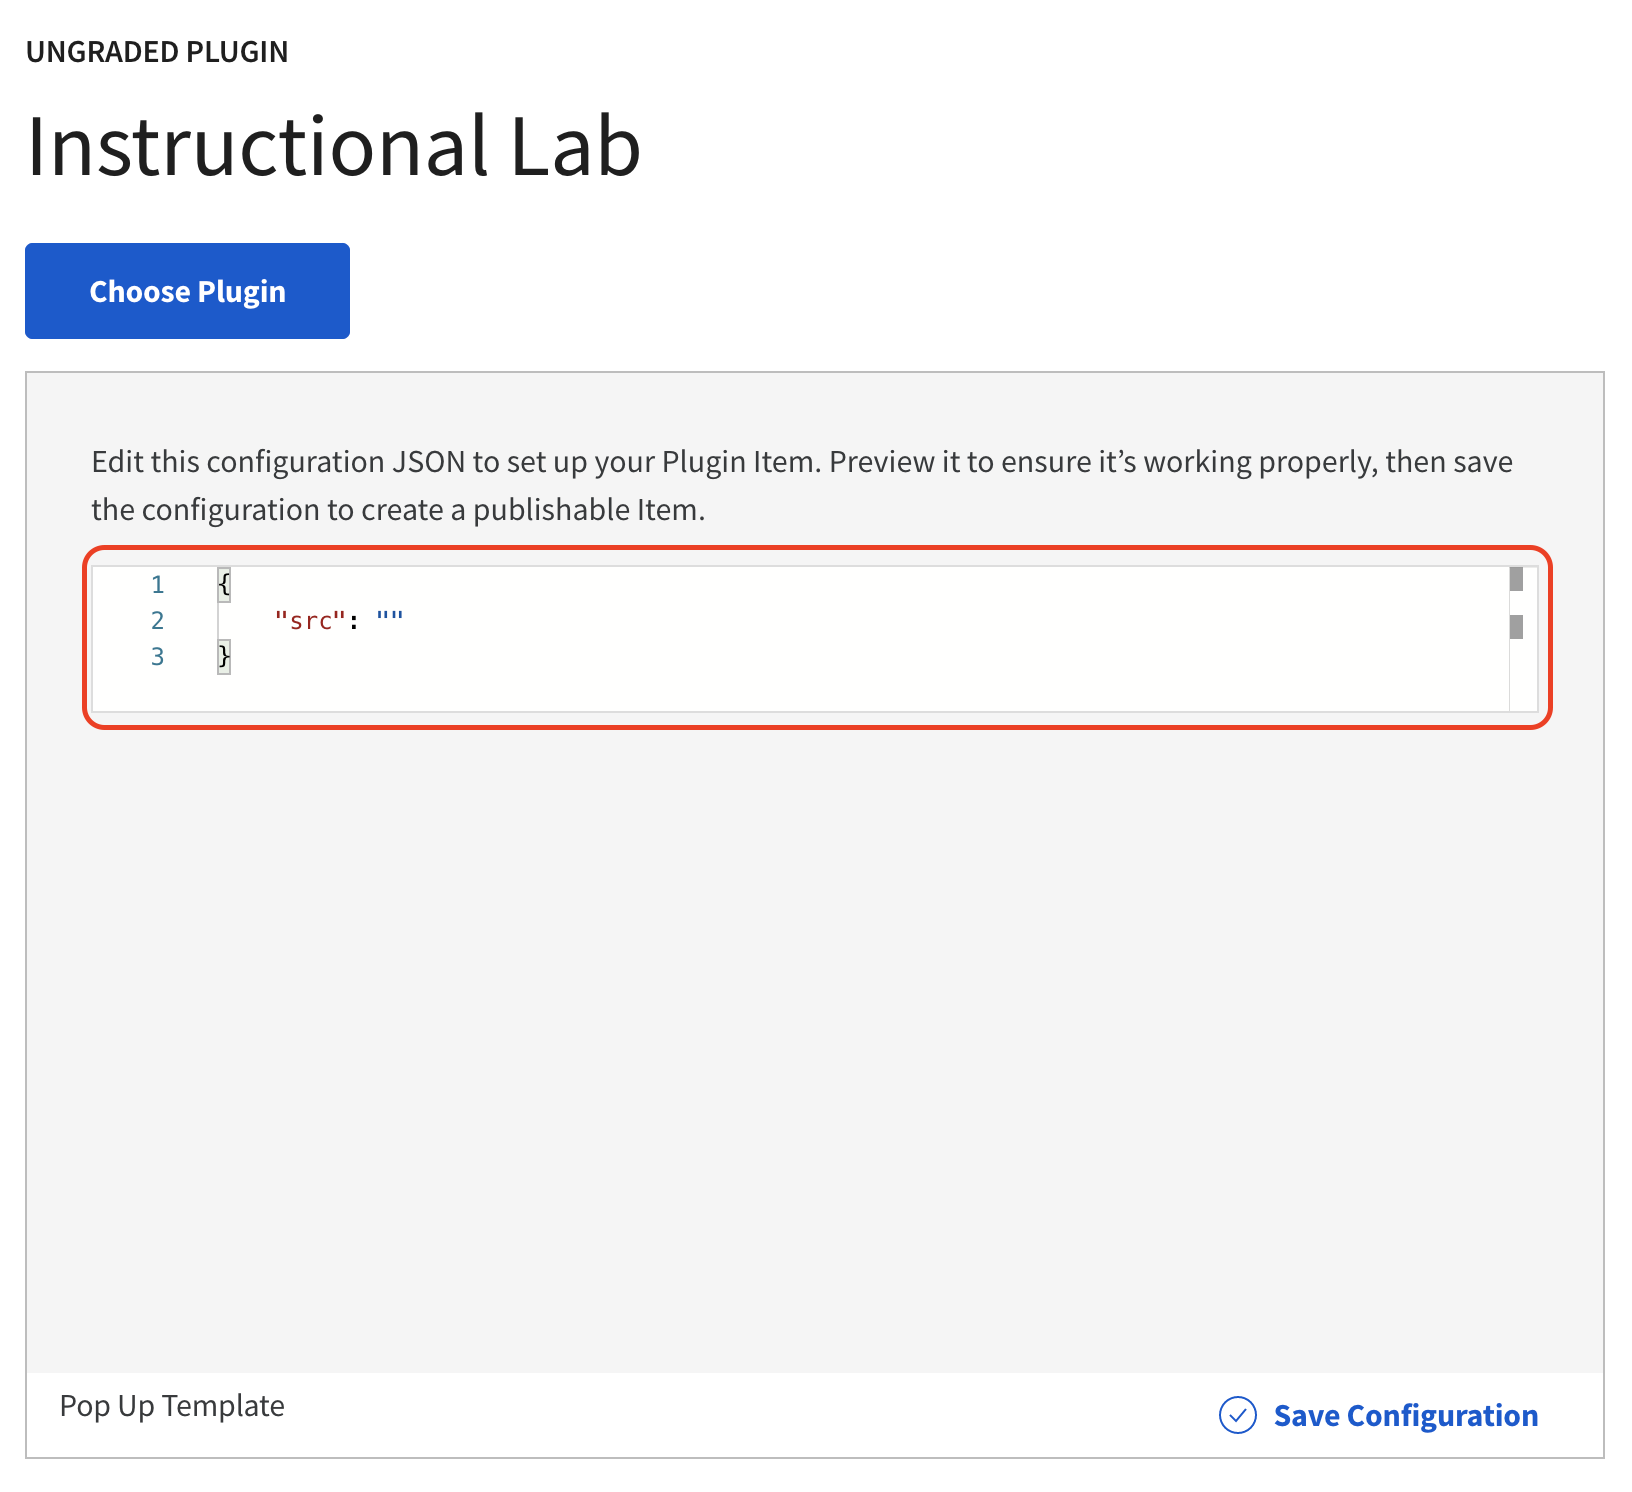 UNGRADED PLUGIN
Instructional Lab
Choose Plugin
Edit this configuration JSON to set up your Plugin Item. Preview it to ensure it’s working properly, then save
the configuration to create a publishable Item.
1 {
2 "src": ""
3 }
Pop Up Template
Save Configuration